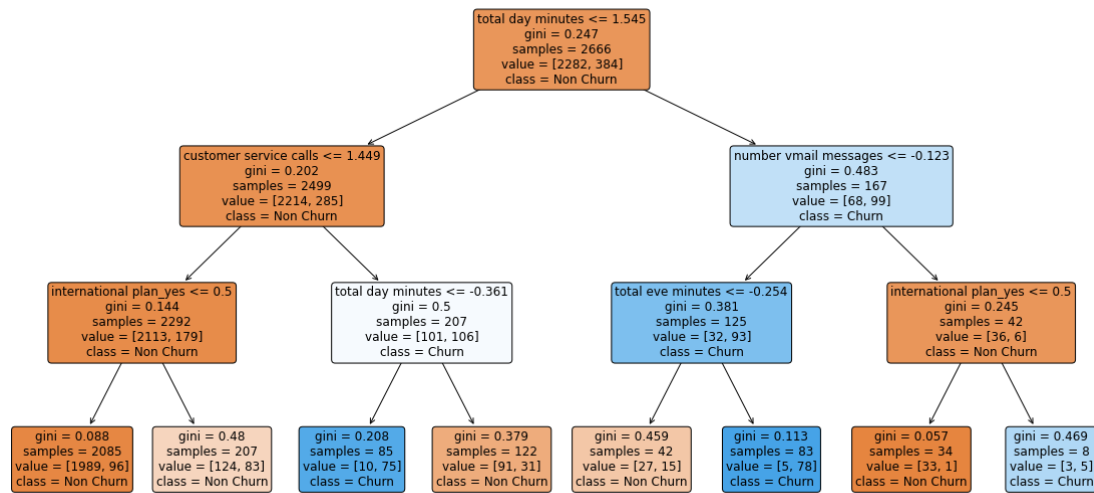 total day minutes <= 1.545
gini = 0.247
samples = 2666
value = [2282, 384]
class = Non Churn
customer service calls <= 1.449
gini = 0.202
samples = 2499
value = [2214, 285]
class = Non Churn
number vmail messages <= -0.123
gini = 0.483
samples = 167
value = [68, 99]
class = Churn
international plan_yes <= 0.5
gini = 0.144
samples = 2292
value = [2113, 179]
class = Non Churn
total day minutes <= -0.361
gini = 0.5
samples = 207
value = [101, 106]
class = Churn
total eve minutes <= -0.254
gini = 0.381
samples = 125
value = [32, 93]
class = Churn
international plan_yes <= 0.5
gini = 0.245
samples = 42
value = [36, 6]
class = Non Churn
gini = 0.088
samples = 2085
value = [1989, 96]
class = Non Churn
gini = 0.48
samples = 207
value = [124, 83]
class = Non Churn
gini = 0.208
samples = 85
value = [10, 75]
class = Churn
gini = 0.379
samples = 122
value = [91, 31]
class = Non Churn
gini = 0.459
samples = 42
value = [27, 15]
class = Non Churn
gini = 0.113
samples = 83
value = [5, 78]
class = Churn
gini = 0.057
samples = 34
value = [33, 1]
class = Non Churn
gini = 0.469
samples = 8
value = [3, 5]
class = Churn